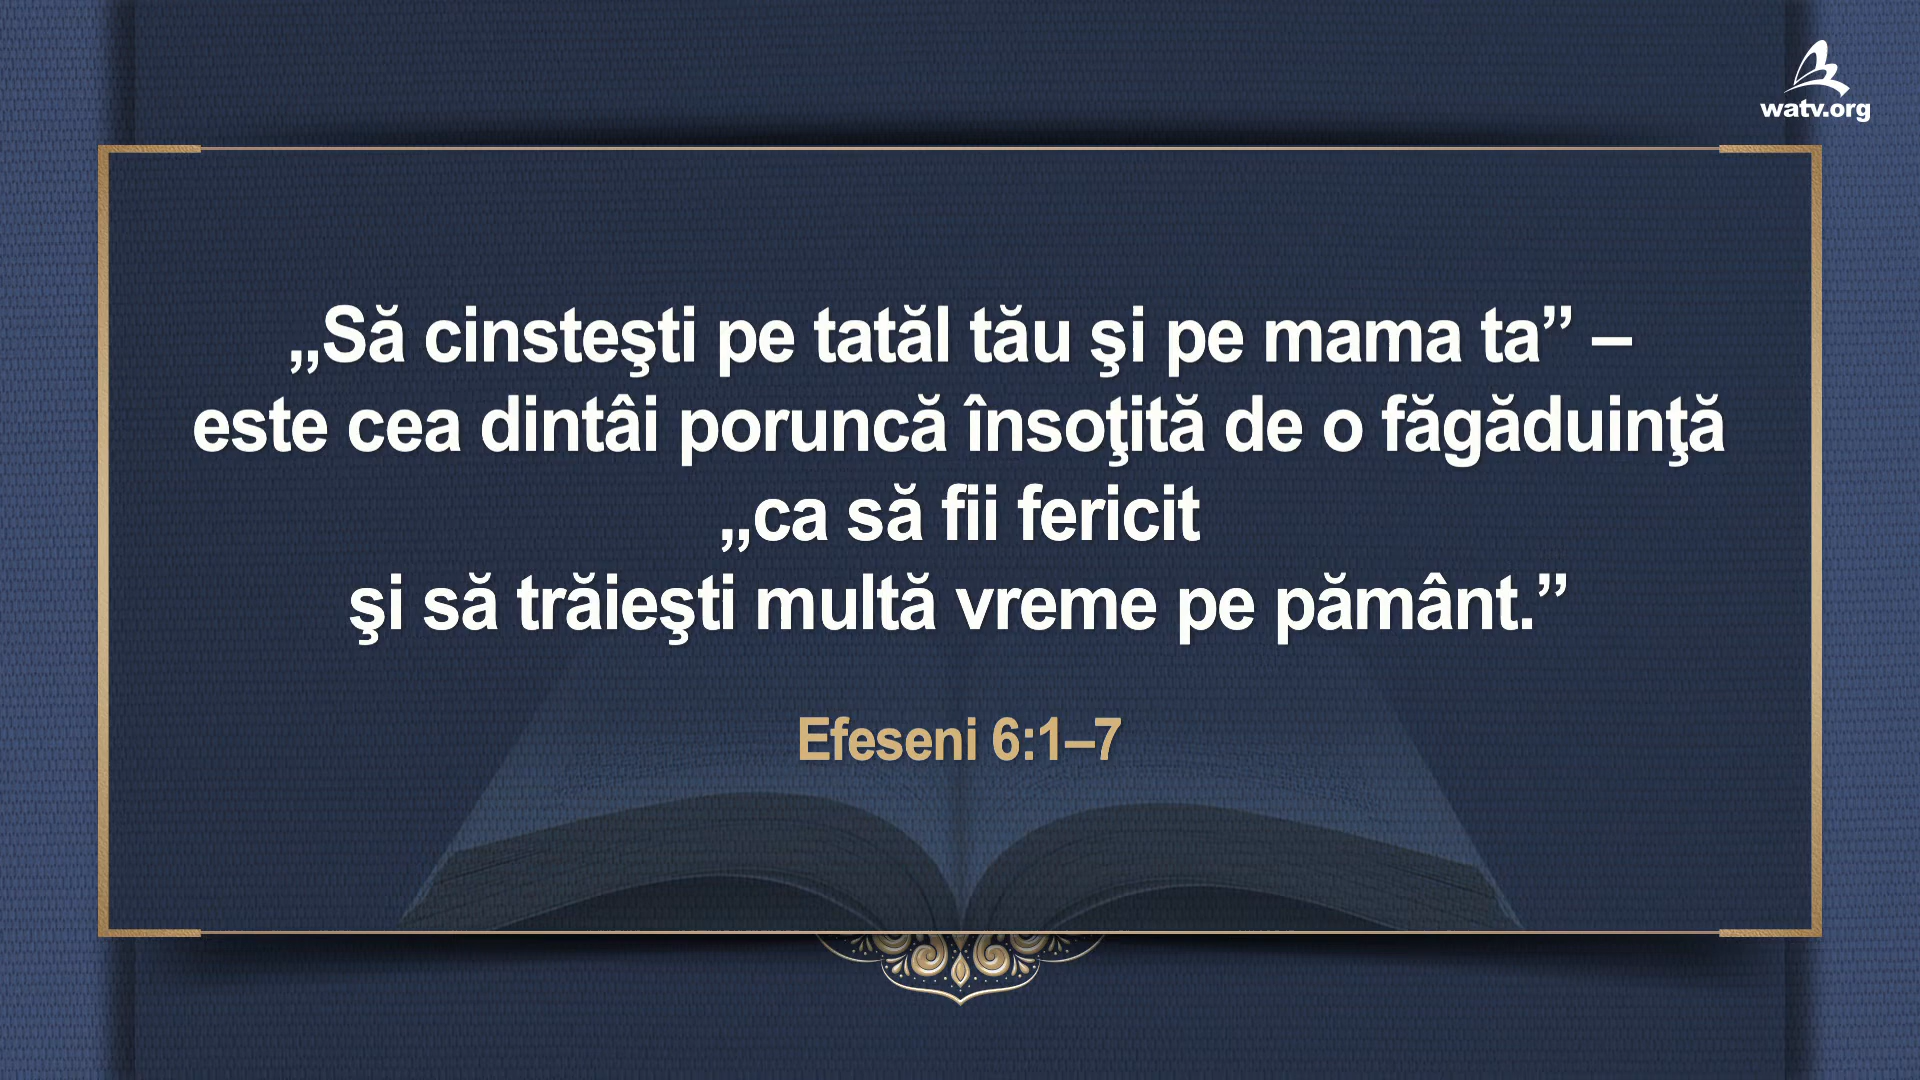 watv.org
„Să cinsteşti pe tatăl tău şi pe mama ta” –
este cea dintâi poruncă însoţită de o făgăduinţă
„ca să fii fericit
şi să trăieşti multă vreme pe pământ.”
Efeseni 6:1–7